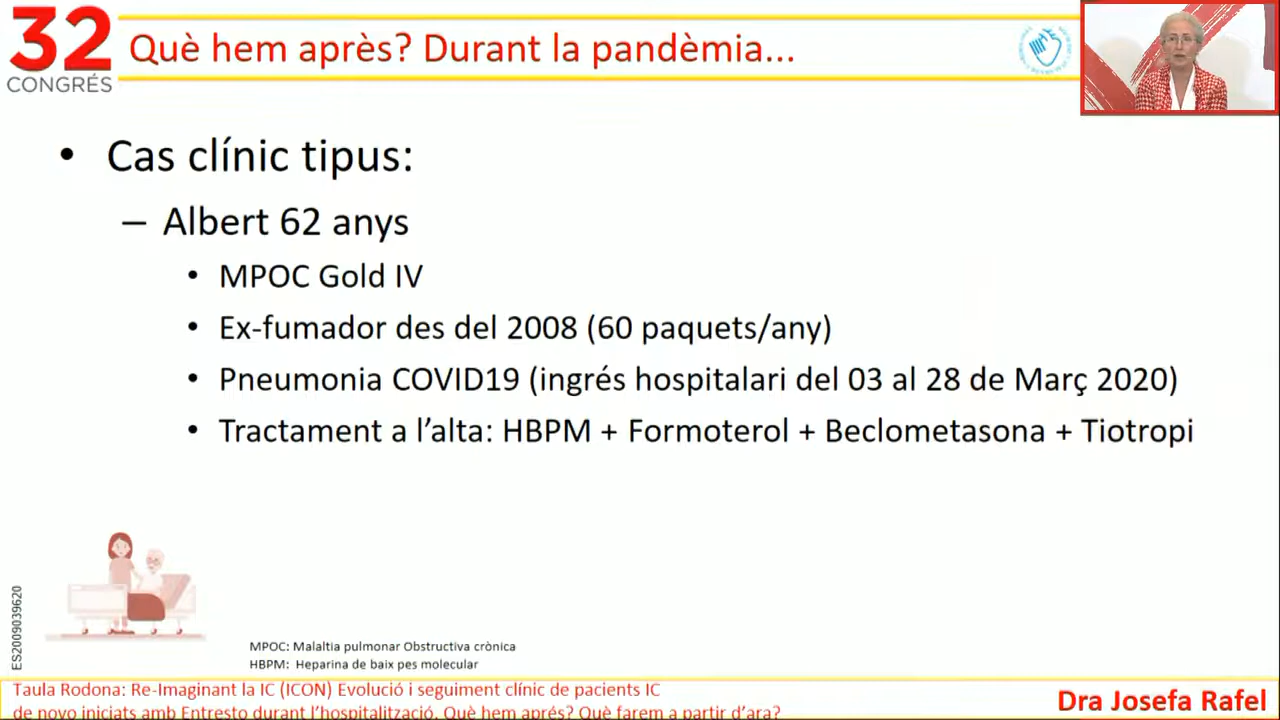 32
CONGRÉS
Què hem après? Durant la pandèmia...
• Cas clínic tipus:
– Albert 62 anys
• MPOC Gold IV
• Ex-fumador des del 2008 (60 paquets/any)
• Pneumonia COVID19 (ingrés hospitalari del 03 al 28 de Març 2020)
• Tractament a l'alta: HBPM + Formoterol + Beclometasona + Tiotropi
ES2009039620
MPOC: Malaltia pulmonar Obstructiva crònica
HBPM: Heparina de baix pes molecular
Taula Rodona: Re-Imaginant la IC (ICON) Evolució i seguiment clínic de pacients IC
de novo iniciats amb Entresto durant l'hospitalització. Què hem aprés? Què farem a partir d'ara?
Dra Josefa Rafel